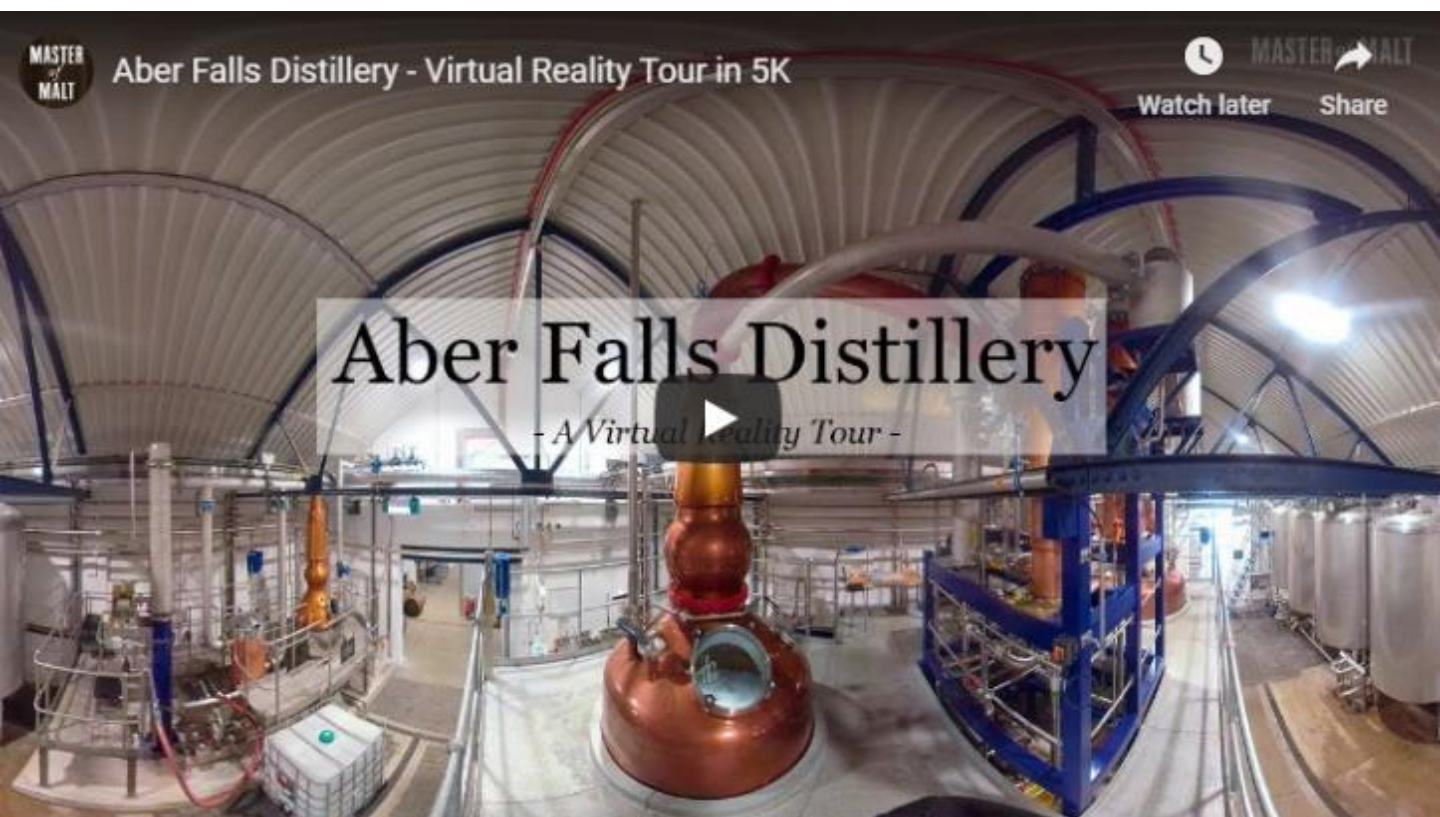 MASTER
of
MALT
Aber Falls Distillery - Virtual Reality Tour in 5K
MASTER of MALT
Watch later
Share
Aber Falls Distillery
- A Virtual Reality Tour -